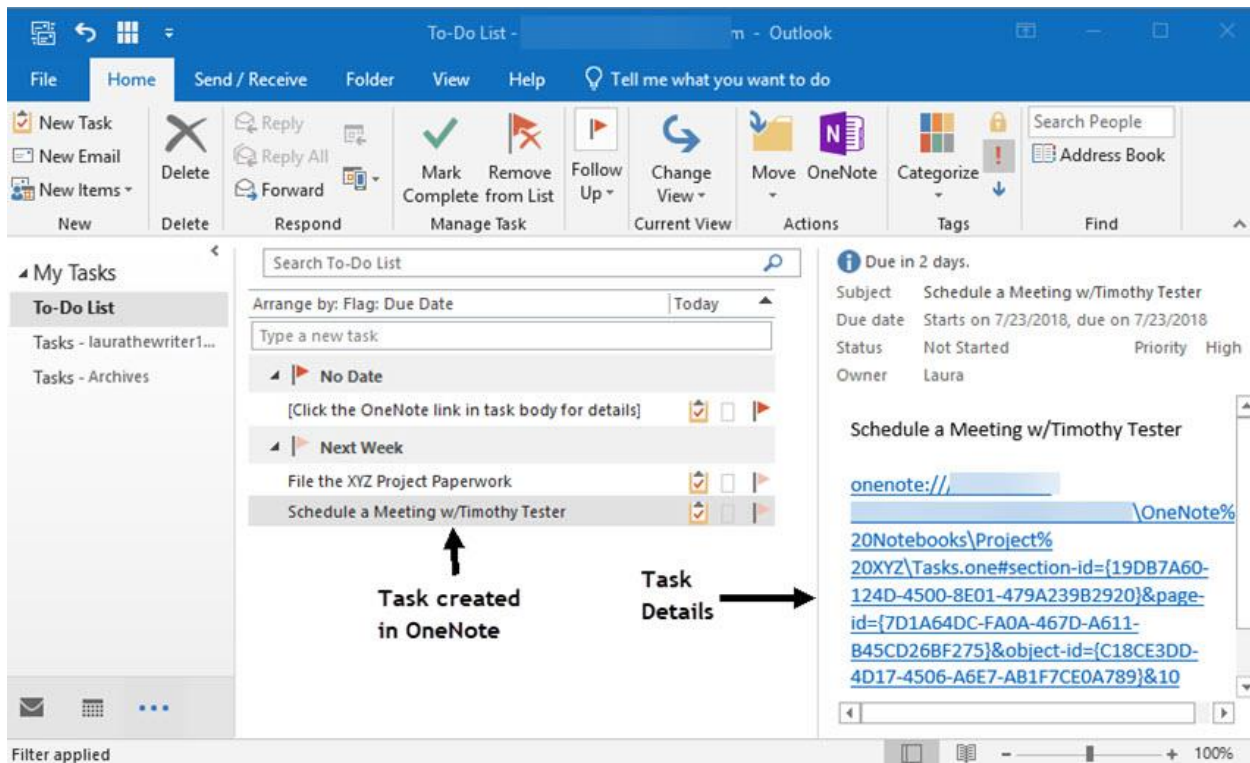 To-Do List - m - Outlook
File Home Send / Receive Folder View Help Tell me what you want to do
New Task
New Email
New Items
New
Delete
Delete
Reply
Reply All
Forward
Respond
Mark Complete
Remove from List
Manage Task
Follow Up
Change View
Current View
Move
OneNote
Actions
Categorize
Tags
Search People
Address Book
Find
My Tasks
To-Do List
Tasks - laurathewriter1...
Tasks - Archives
Search To-Do List
Arrange by: Flag: Due Date Today
Type a new task
No Date
[Click the OneNote link in task body for details]
Next Week
File the XYZ Project Paperwork
Schedule a Meeting w/Timothy Tester
Task created
in OneNote
Task
Details
Due in 2 days.
Subject Schedule a Meeting w/Timothy Tester
Due date Starts on 7/23/2018, due on 7/23/2018
Status Not Started Priority High
Owner Laura
Schedule a Meeting w/Timothy Tester
onenote:///
\OneNote%
20Notebooks\Project%
20XYZ\Tasks.one#section-id={19DB7A60-
124D-4500-8E01-479A239B2920}&page-
id={7D1A64DC-FA0A-467D-A611-
B45CD26BF275}&object-id={C18CE3DD-
4D17-4506-A6E7-AB1F7CE0A789}&10
Filter applied
100%